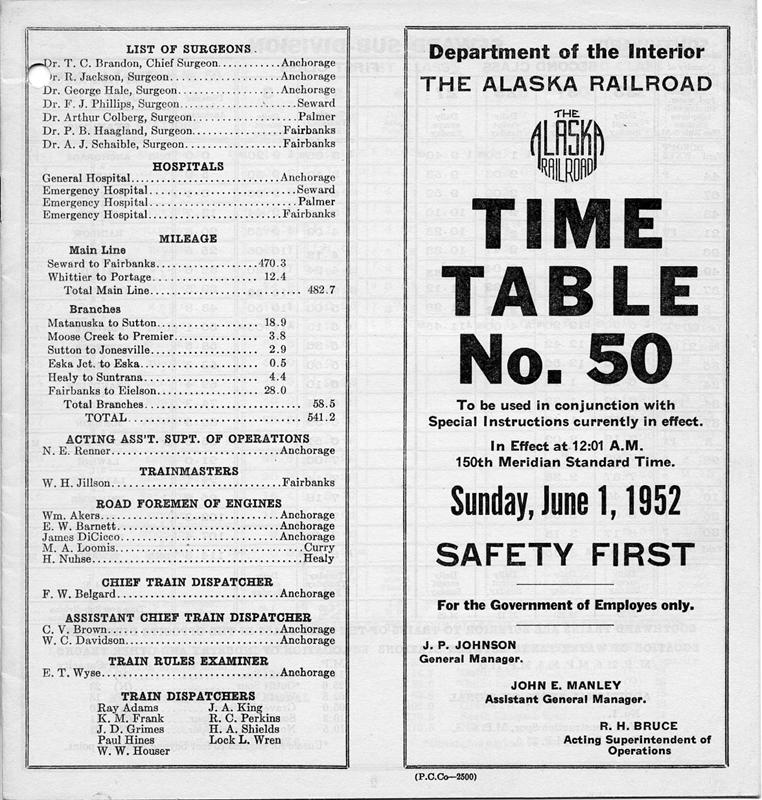 LIST OF SURGEONS
Dr. T. C. Brandon, Chief Surgeon..........Anchorage
Dr. R. Jackson, Surgeon..........Anchorage
Dr. George Hale, Surgeon..........Anchorage
Dr. F. J. Phillips, Surgeon..........Seward
Dr. Arthur Colberg, Surgeon..........Palmer
Dr. P. B. Haagland, Surgeon..........Fairbanks
Dr. A. J. Schaible, Surgeon..........Fairbanks
HOSPITALS
General Hospital..........Anchorage
Emergency Hospital..........Seward
Emergency Hospital..........Palmer
Emergency Hospital..........Fairbanks
MILEAGE
Main Line
Seward to Fairbanks..........470.3
Whittier to Portage..........12.4
Total Main Line..........482.7
Branches
Matanuska to Sutton..........18.9
Moose Creek to Premier..........3.8
Sutton to Jonesville..........2.9
Eska Jct. to Eska..........0.5
Healy to Suntrana..........4.4
Fairbanks to Eielson..........28.0
Total Branches..........58.5
TOTAL..........541.2
ACTING ASS'T. SUPT. OF OPERATIONS
N. E. Renner..........Anchorage
TRAINMASTERS
W. H. Jillson..........Fairbanks
ROAD FOREMEN OF ENGINES
Wm. Akers..........Anchorage
E. W. Barnett..........Anchorage
James DiCicco..........Anchorage
M. A. Loomis..........Curry
H. Nuhse..........Healy
CHIEF TRAIN DISPATCHER
F. W. Belgard..........Anchorage
ASSISTANT CHIEF TRAIN DISPATCHER
C. V. Brown..........Anchorage
W. C. Davidson..........Anchorage
TRAIN RULES EXAMINER
E. T. Wyse..........Anchorage
TRAIN DISPATCHERS
Ray Adams J. A. King
K. M. Frank R. C. Perkins
J. D. Grimes H. A. Shields
Paul Hines Lock L. Wren
W. W. Houser
Department of the Interior
THE ALASKA RAILROAD
THE
ALASKA
RAILROAD
TIME
TABLE
No. 50
To be used in conjunction with
Special Instructions currently in effect.
In Effect at 12:01 A.M.
150th Meridian Standard Time.
Sunday, June 1, 1952
SAFETY FIRST
For the Government of Employes only.
J. P. JOHNSON
General Manager.
JOHN E. MANLEY
Assistant General Manager.
R. H. BRUCE
Acting Superintendent of
Operations
(P.C.Co—2500)